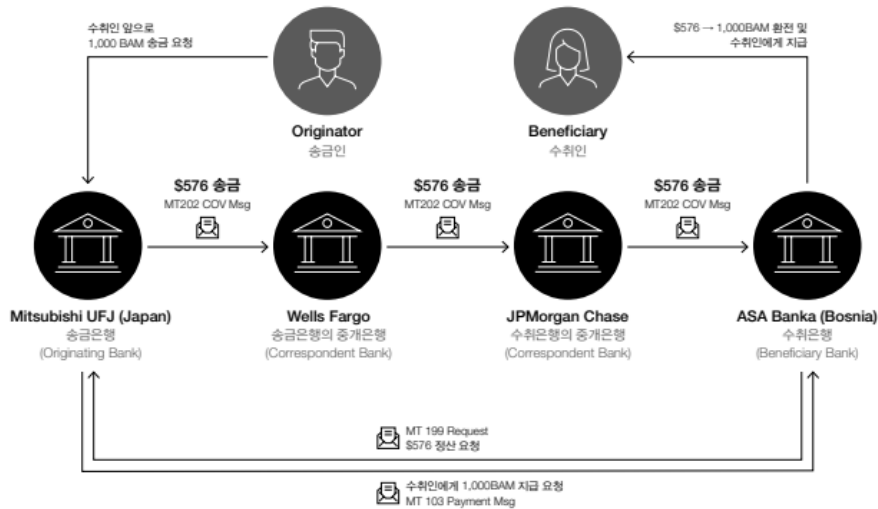 수취인 앞으로
1,000 BAM 송금 요청
$576 → 1,000BAM 환전 및
수취인에게 지급
Originator
송금인
Beneficiary
수취인
$576 송금
MT202 COV Msg
$576 송금
MT202 COV Msg
$576 송금
MT202 COV Msg
Mitsubishi UFJ (Japan)
송금은행
(Originating Bank)
Wells Fargo
송금은행의 중개은행
(Correspondent Bank)
JPMorgan Chase
수취은행의 중개은행
(Correspondent Bank)
ASA Banka (Bosnia)
수취은행
(Beneficiary Bank)
MT 199 Request
$576 정산 요청
수취인에게 1,000BAM 지급 요청
MT 103 Payment Msg